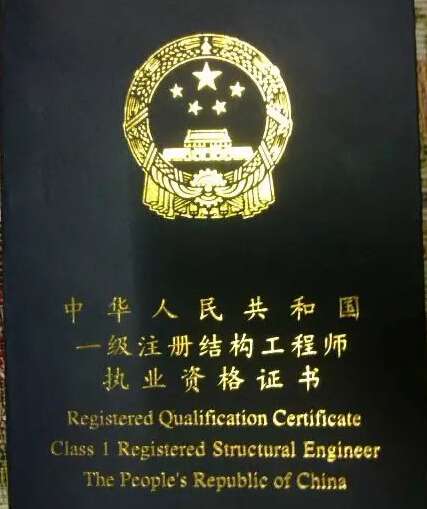 中华人民共和国
一级注册结构工程师
执业资格证书
Registered Qualification Certificate
Class 1 Registered Structural Engineer
The People's Republic of China